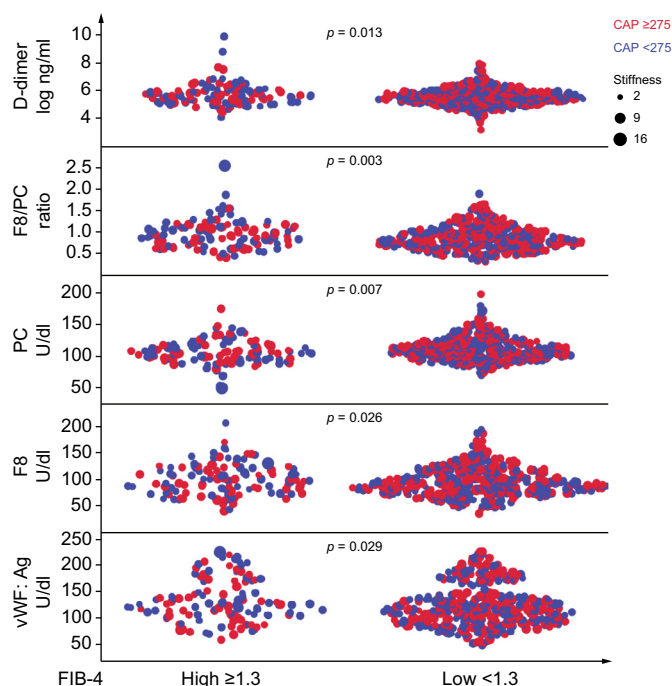 CAP ≥275
CAP <275
Stiffness
2
9
16
D-dimer
log ng/ml
10
8
6
4
p = 0.013
F8/PC
ratio
2.5
2.0
1.5
1.0
0.5
p = 0.003
PC
U/dl
200
150
100
50
p = 0.007
F8
U/dl
200
150
100
50
p = 0.026
vWF: Ag
U/dl
250
200
150
100
50
p = 0.029
FIB-4 High ≥1.3 Low <1.3